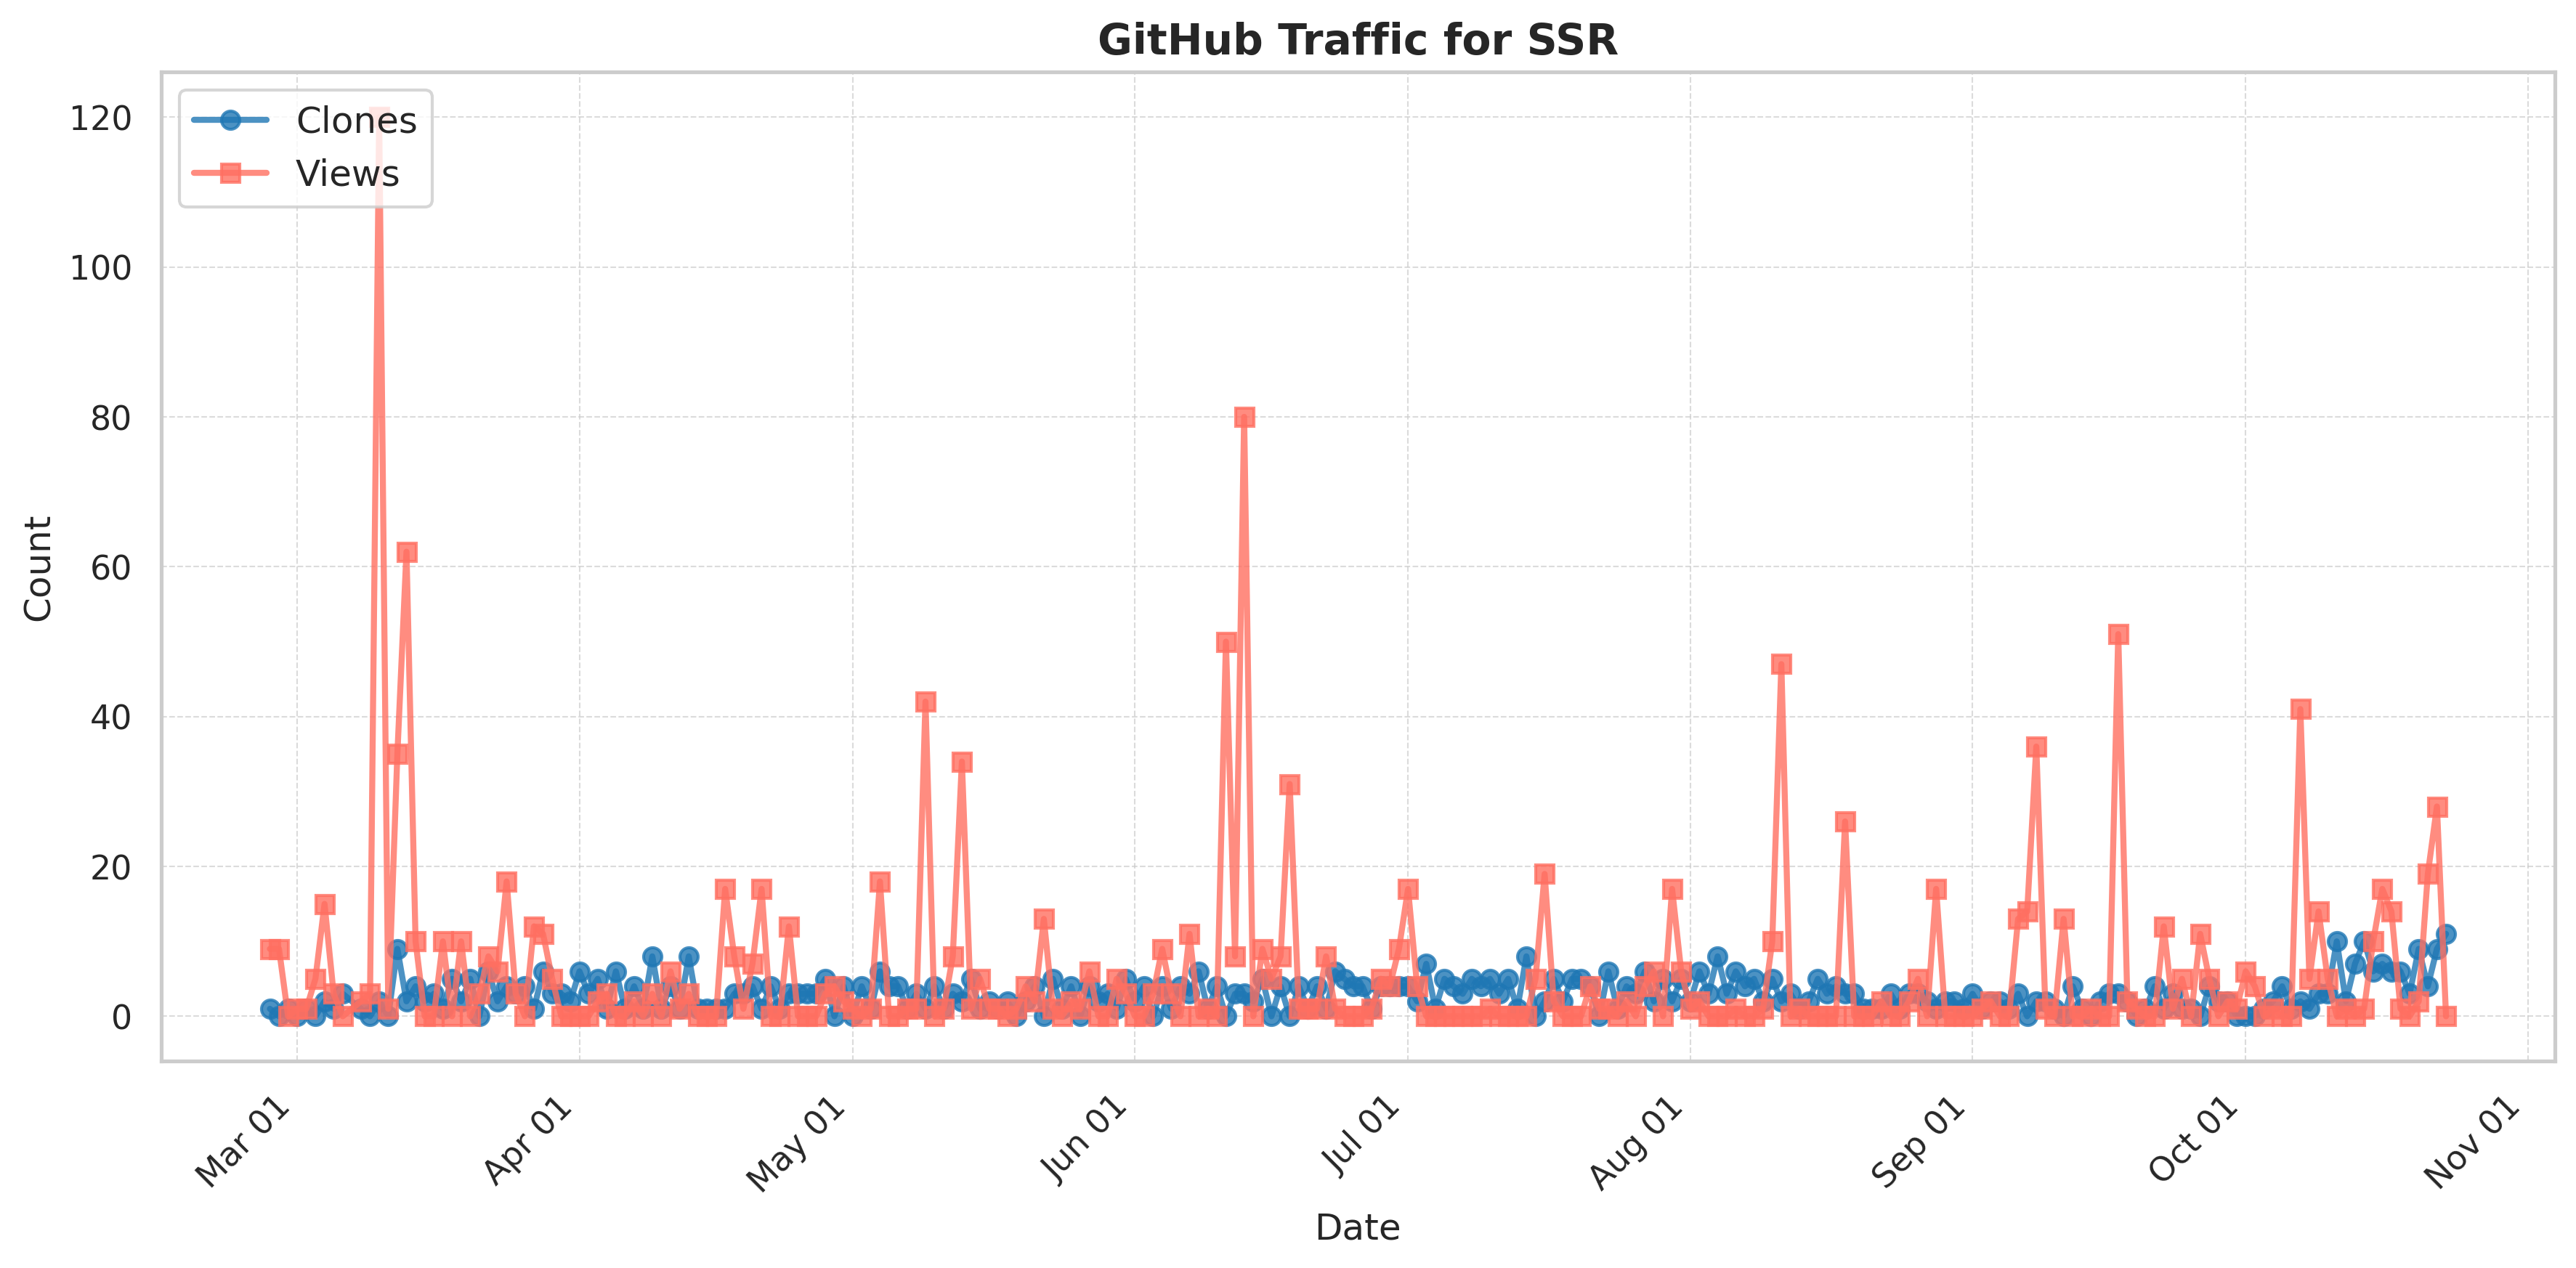 GitHub Traffic for SSR
Clones
Views
120
100
80
60
40
20
0
Count
Mar 01
Apr 01
May 01
Jun 01
Jul 01
Aug 01
Sep 01
Oct 01
Nov 01
Date